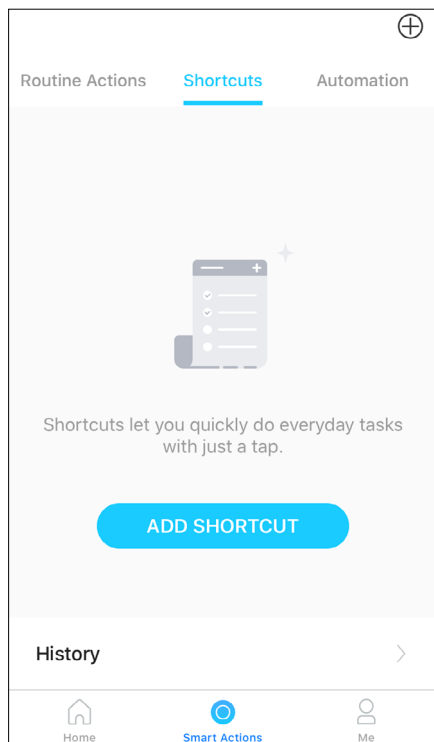 Routine Actions Shortcuts Automation
Shortcuts let you quickly do everyday tasks
with just a tap.
ADD SHORTCUT
History
Home Smart Actions Me